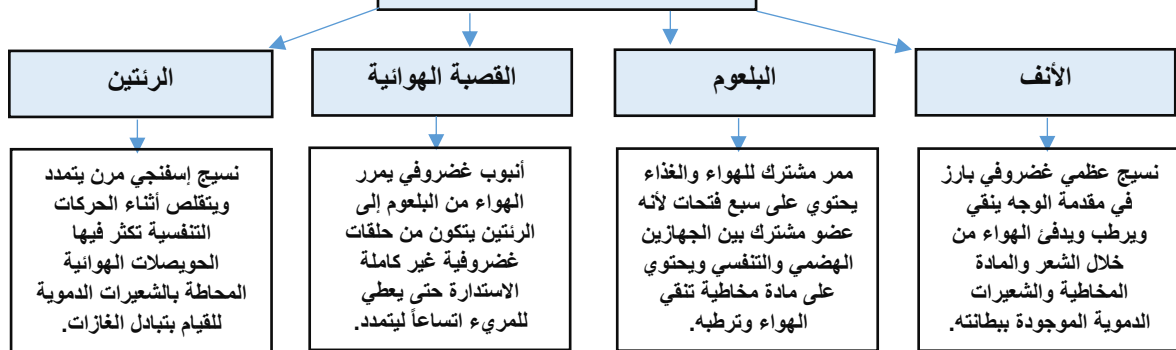 الأنف
البلعوم
القصبة الهوائية
الرئتين
نسيج عظمي غضروفي بارز
في مقدمة الوجه ينقي
ويرطب ويدفئ الهواء من
خلال الشعر والمادة
المخاطية والشعيرات
الدموية الموجودة ببطانته.
ممر مشترك للهواء والغذاء
يحتوي على سبع فتحات لأنه
عضو مشترك بين الجهازين
الهضمي والتنفسي ويحتوي
على مادة مخاطية تنقي
الهواء وترطبه.
أنبوب غضروفي يمرر
الهواء من البلعوم إلى
الرئتين يتكون من حلقات
غضروفية غير كاملة
الاستدارة حتى يعطي
للمريء اتساعاً ليتمدد.
نسيج إسفنجي مرن يتمدد
ويتقلص أثناء الحركات
التنفسية تكثر فيها
الحويصلات الهوائية
المحاطة بالشعيرات الدموية
للقيام بتبادل الغازات.